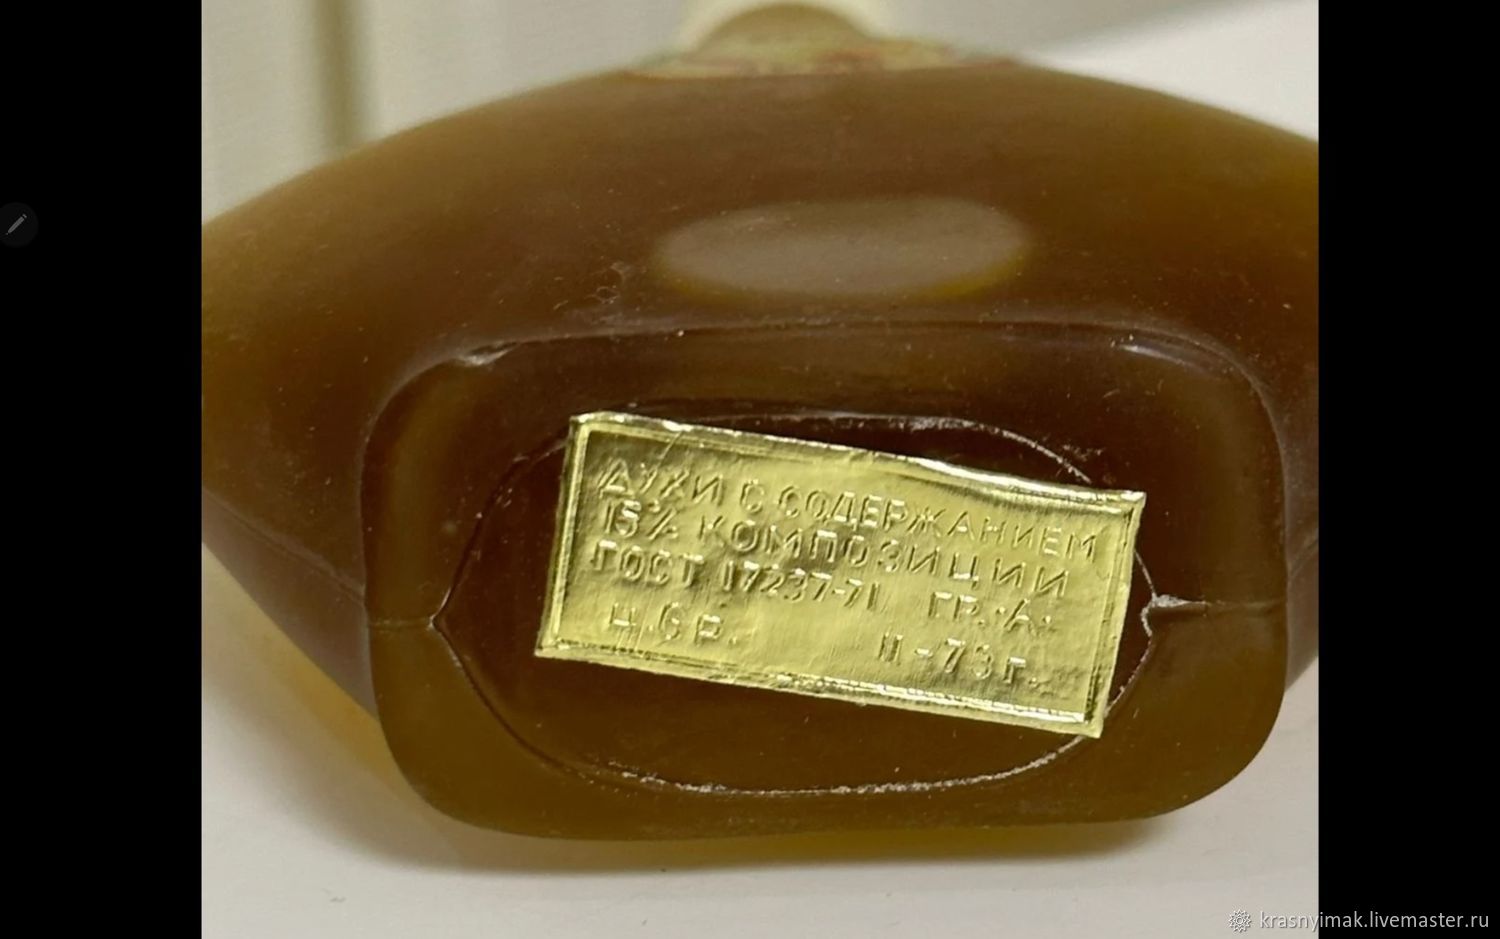 ДУХИ С СОДЕРЖАНИЕМ
15% КОМПОЗИЦИИ
ГОСТ 17237-71 ГР. А.
Ц. 6 Р. II-73 г.
krasnyimak.livemaster.ru